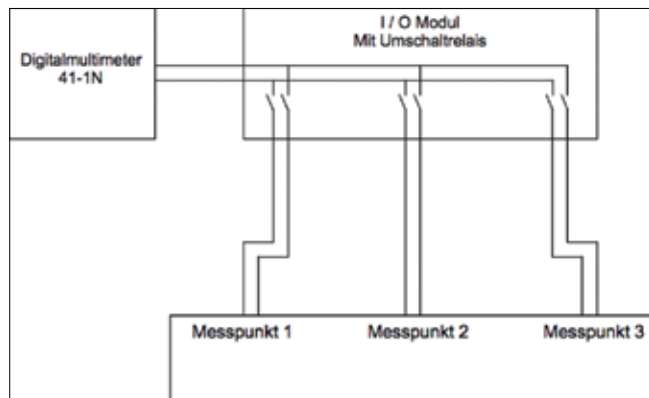 Digitalmultimeter
41-1N
I / O Modul
Mit Umschaltrelais
Messpunkt 1
Messpunkt 2
Messpunkt 3